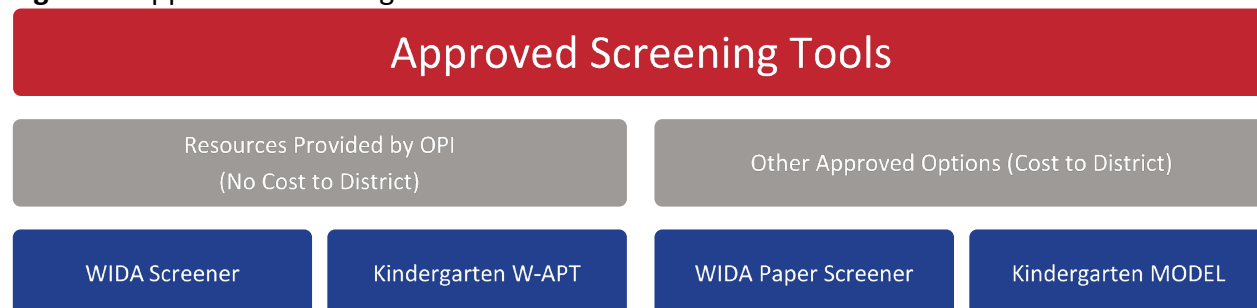 Approved Screening Tools
Resources Provided by OPI
(No Cost to District)
Other Approved Options (Cost to District)
WIDA Screener
Kindergarten W-APT
WIDA Paper Screener
Kindergarten MODEL